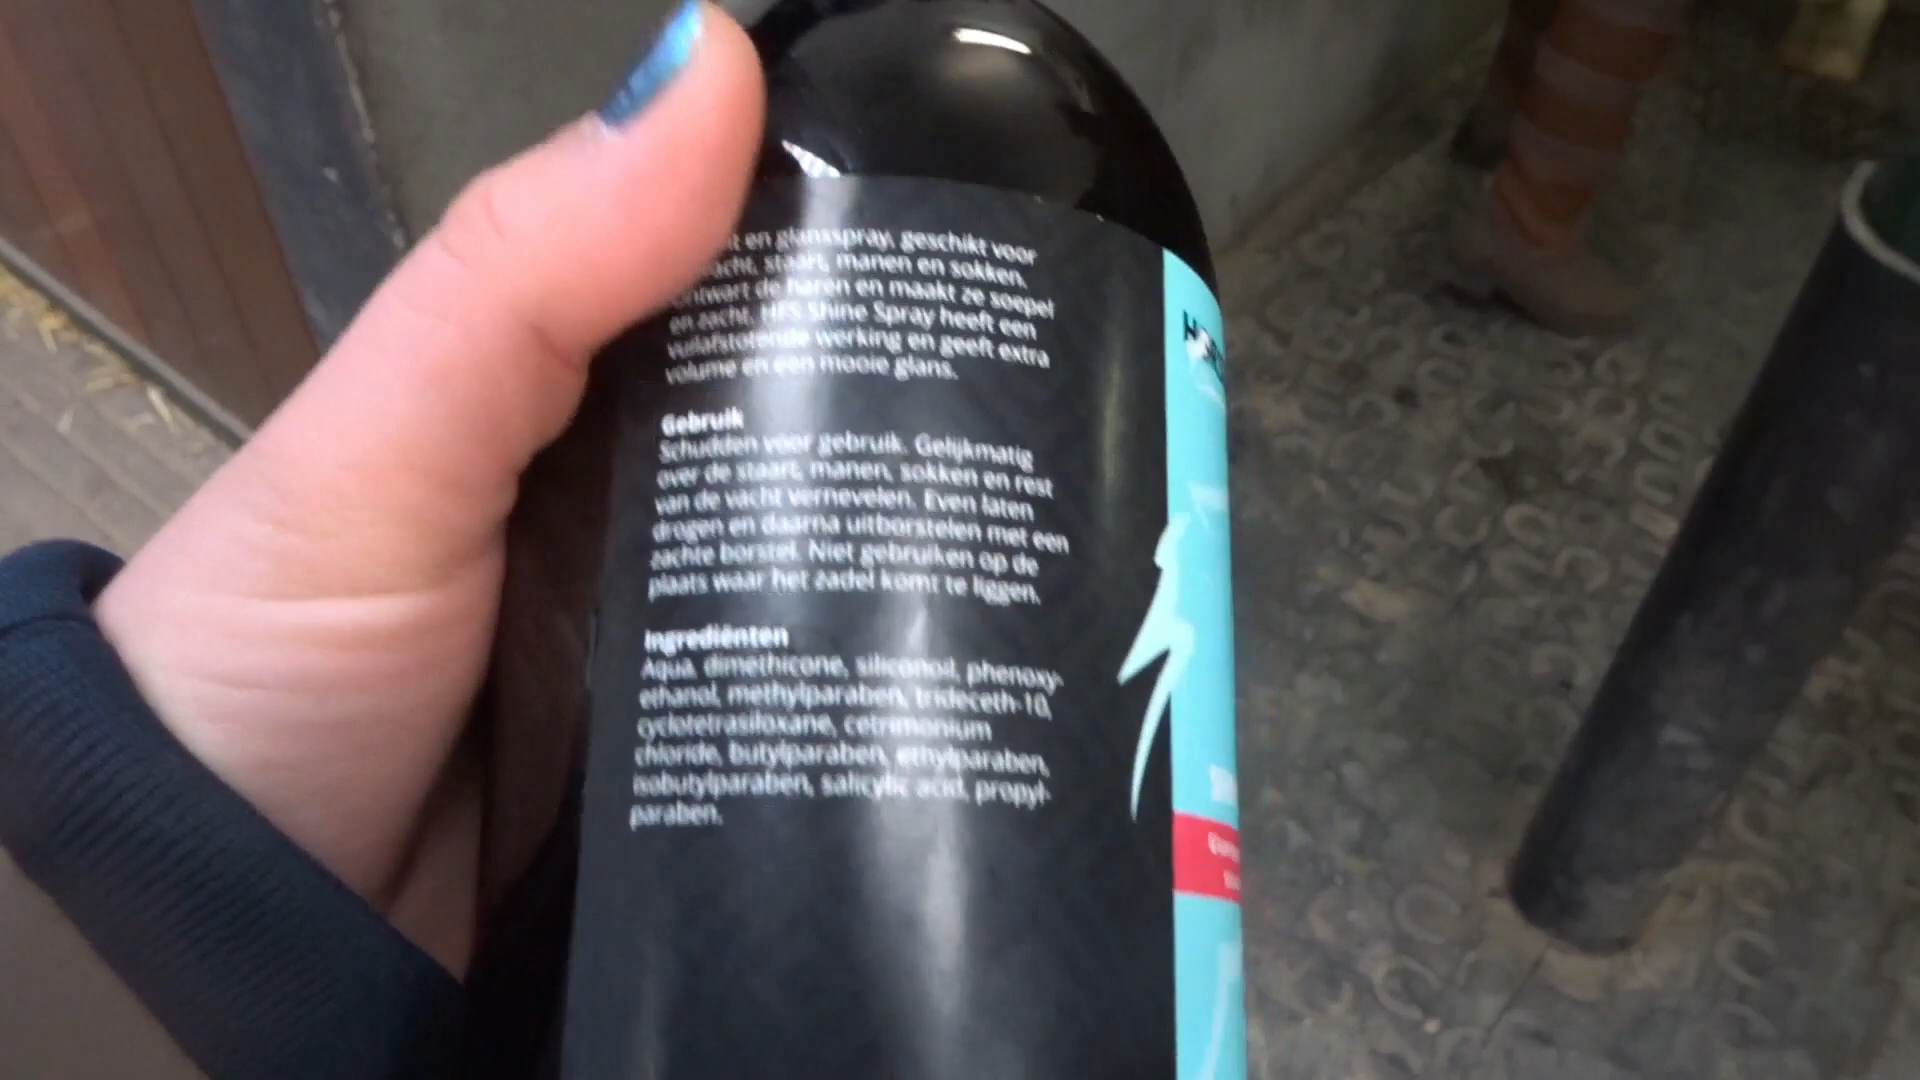 en glansspray, geschikt voor
staart, manen en sokken.
de haren en maakt ze soepel
en zacht. HFS Shine Spray heeft een
vuilafstotende werking en geeft extra
volume en een mooie glans.
Gebruik
Schudden voor gebruik. Gelijkmatig
over de staart, manen, sokken en rest
van de vacht vernevelen. Even laten
drogen en daarna uitborstelen met een
zachte borstel. Niet gebruiken op de
plaats waar het zadel komt te liggen.
Ingrediënten
Aqua, dimethicone, siliconoil, phenoxy-
ethanol, methylparaben, trideceth-10,
cyclotetrasiloxane, cetrimonium
chloride, butylparaben, ethylparaben,
isobutylparaben, salicylic acid, propyl-
paraben.